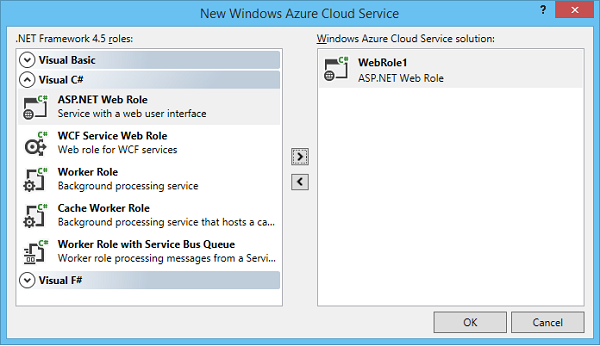 New Windows Azure Cloud Service
?
.NET Framework 4.5 roles:
Visual Basic
Visual C#
C#
ASP.NET Web Role
Service with a web user interface
C#
WCF Service Web Role
Web role for WCF services
C#
Worker Role
Background processing service
C#
Cache Worker Role
Background processing service that hosts a ca...
C#
Worker Role with Service Bus Queue
Worker role processing messages from a Servi...
Visual F#
Windows Azure Cloud Service solution:
C#
WebRole1
ASP.NET Web Role
OK
Cancel